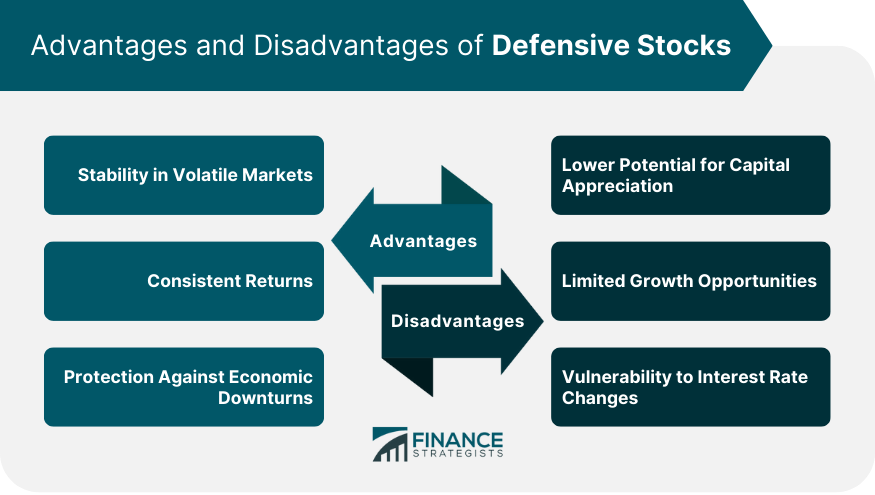 Advantages and Disadvantages of Defensive Stocks
Stability in Volatile Markets
Consistent Returns
Protection Against Economic
Downturns
Advantages
Disadvantages
Lower Potential for Capital
Appreciation
Limited Growth Opportunities
Vulnerability to Interest Rate
Changes
FINANCE
STRATEGISTS